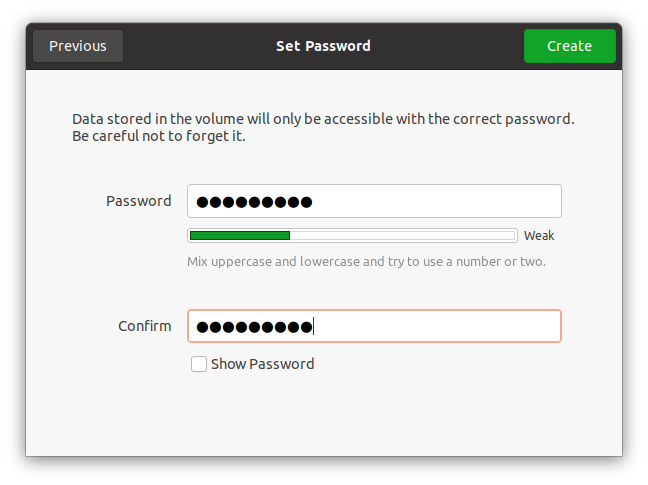 Previous
Set Password
Create
Data stored in the volume will only be accessible with the correct password.
Be careful not to forget it.
Password
●●●●●●●●●
Weak
Mix uppercase and lowercase and try to use a number or two.
Confirm
●●●●●●●●●
Show Password